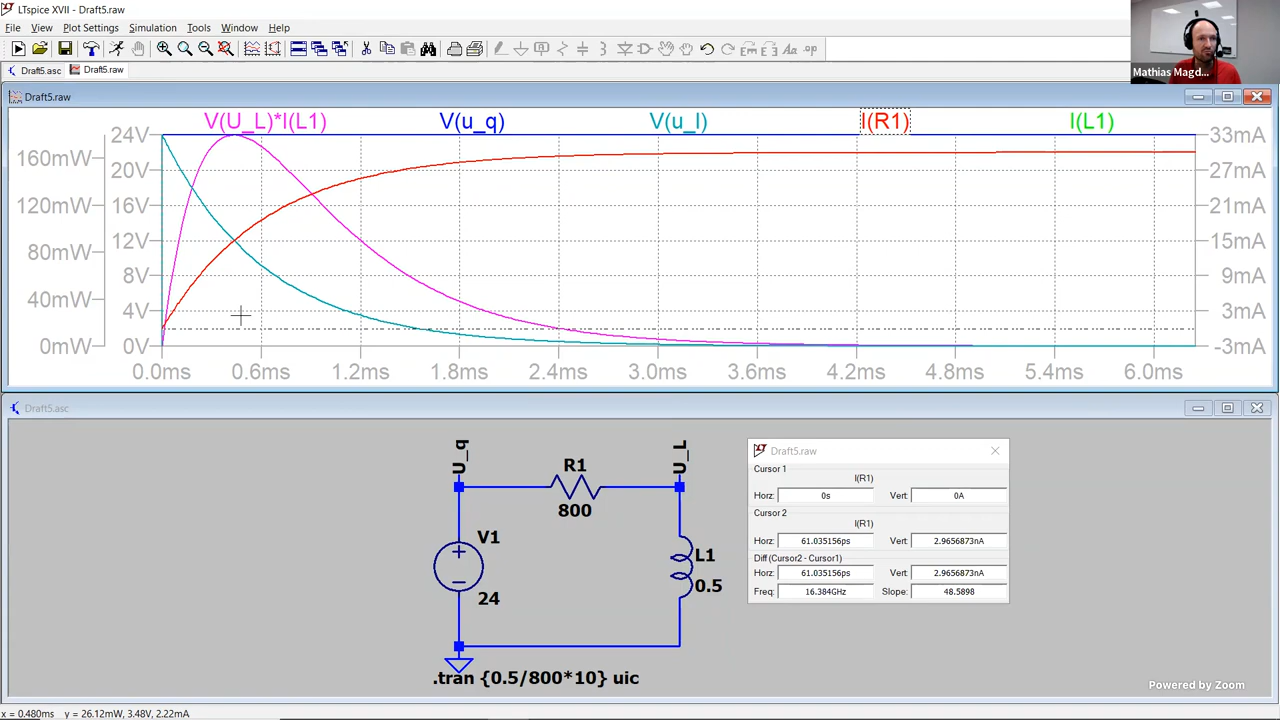 LTspice XVII - Draft5.raw
File View Plot Settings Simulation Tools Window Help
Draft5.asc Draft5.raw
Mathias Magd...
Draft5.raw
V(U_L)*I(L1) V(u_q) V(u_l) I(R1) I(L1)
24V 33mA
160mW 20V 27mA
120mW 16V 21mA
80mW 12V 15mA
8V 9mA
40mW 4V 3mA
0mW 0V -3mA
0.0ms 0.6ms 1.2ms 1.8ms 2.4ms 3.0ms 3.6ms 4.2ms 4.8ms 5.4ms 6.0ms
Draft5.asc
U_q
R1
800
U_L
V1
24
L1
0.5
.tran {0.5/800*10} uic
Draft5.raw
Cursor 1
I(R1)
Horz: 0s Vert: 0A
Cursor 2
I(R1)
Horz: 61.035156ps Vert: 2.9656873nA
Diff (Cursor2 - Cursor1)
Horz: 61.035156ps Vert: 2.9656873nA
Freq: 16.384GHz Slope: 48.5898
Powered by Zoom
x = 0.480ms y = 26.12mW, 3.48V, 2.22mA